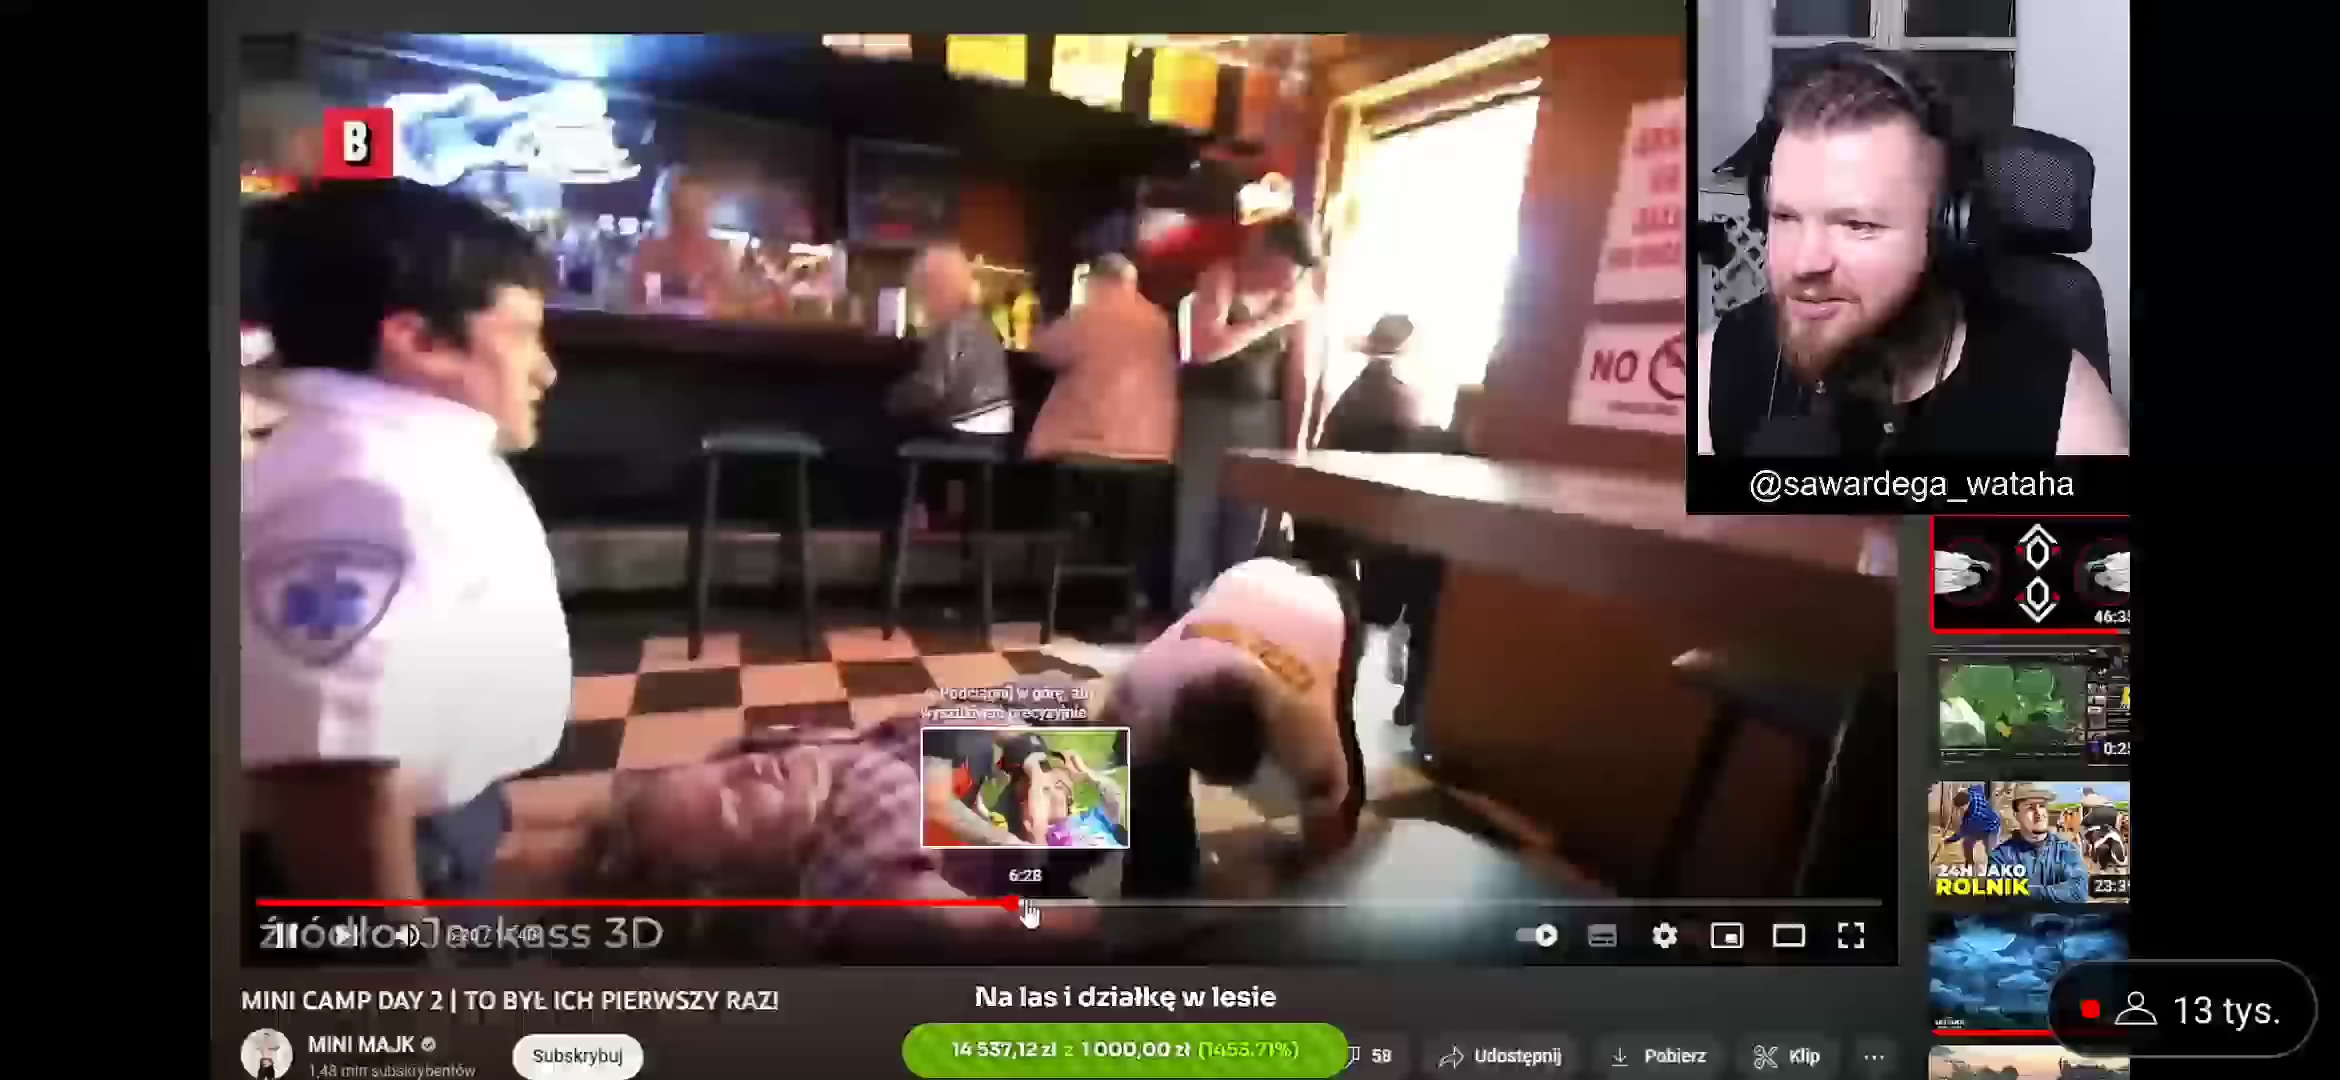 B
NO
@sawardega_wataha
46:3
0:2
24H JAKO
ROLNIK
23:3
Podciągnij w górę, aby
wyszukiwać precyzyjnie
6:28
źródło: Jackass 3D
MINI CAMP DAY 2 | TO BYŁ ICH PIERWSZY RAZ!
Na las i działkę w lesie
MINI MAJK
1,48 mln subskrybentów
Subskrybuj
14 537,12 zł z 1 000,00 zł (1453.71%)
58
Udostępnij
Pobierz
Klip
13 tys.